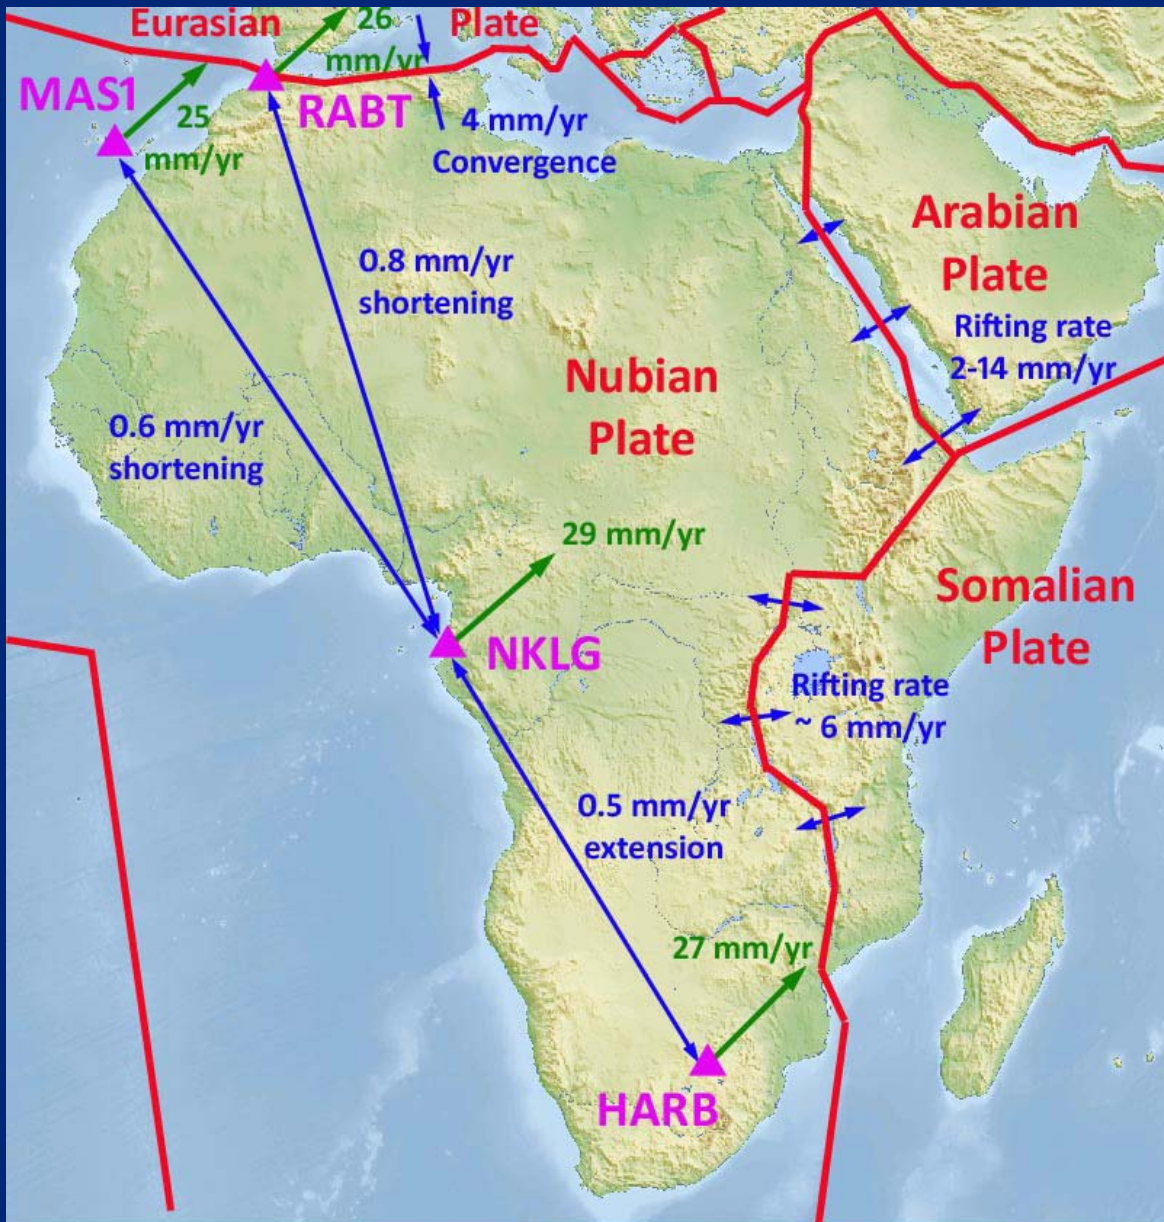 Eurasian
Plate
26
mm/yr
MAS1
25
mm/yr
RABT
4 mm/yr
Convergence
Arabian
Plate
0.8 mm/yr
shortening
Rifting rate
2-14 mm/yr
Nubian
Plate
0.6 mm/yr
shortening
29 mm/yr
Somalian
Plate
NKLG
Rifting rate
~ 6 mm/yr
0.5 mm/yr
extension
27 mm/yr
HARB